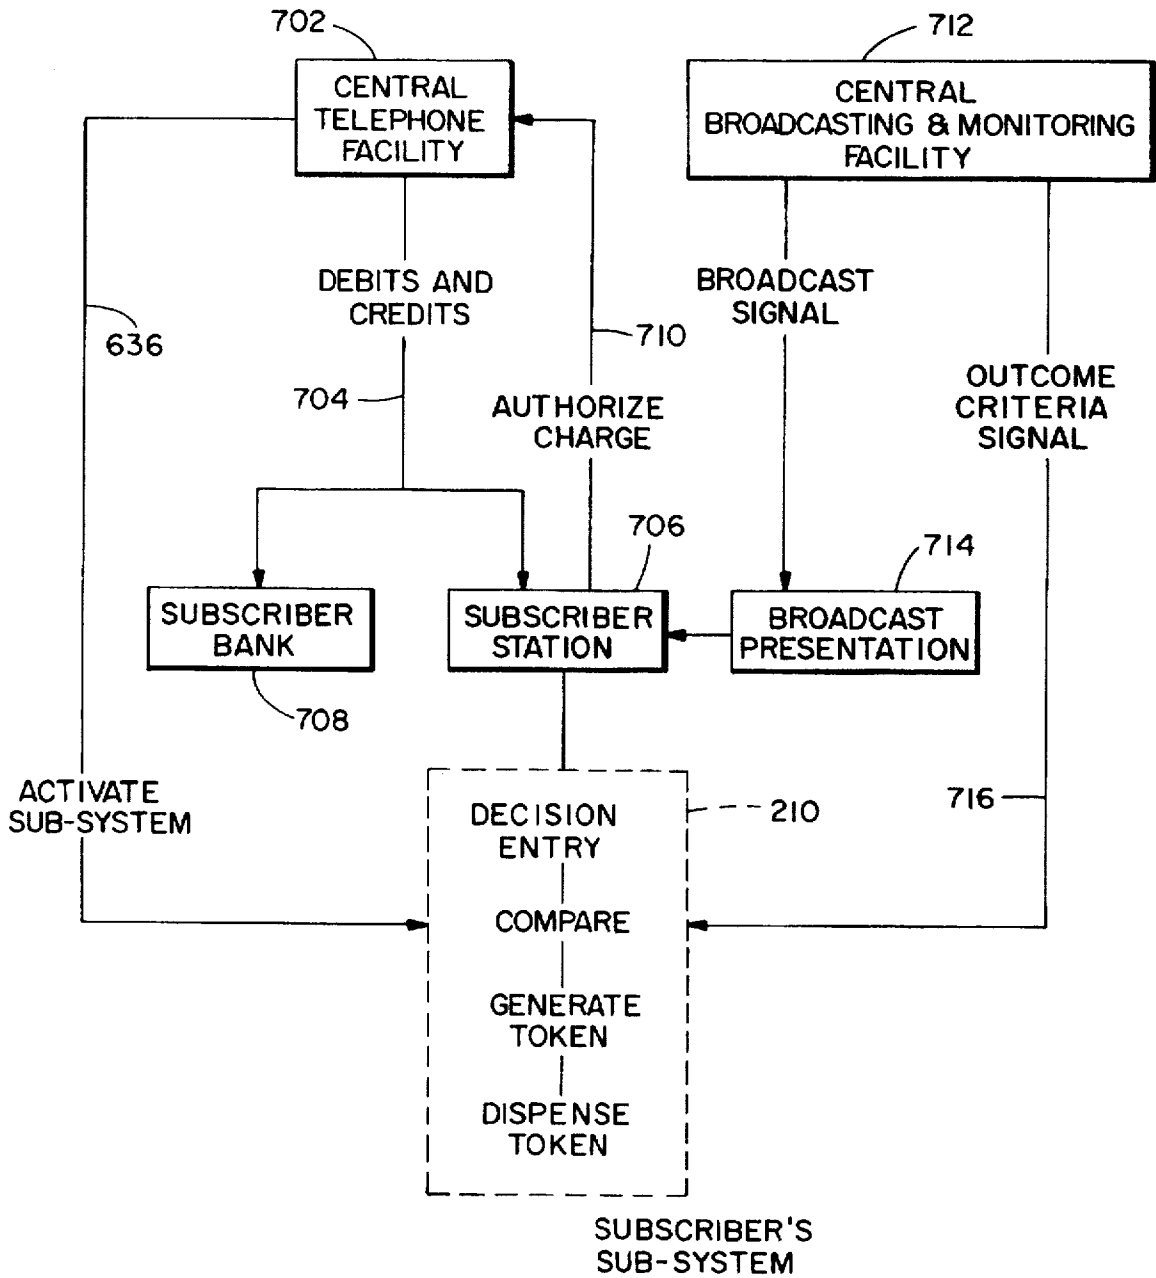 702
712
CENTRAL
TELEPHONE
FACILITY
CENTRAL
BROADCASTING & MONITORING
FACILITY
DEBITS AND
CREDITS
BROADCAST
SIGNAL
636
710
704
AUTHORIZE
CHARGE
OUTCOME
CRITERIA
SIGNAL
706
714
SUBSCRIBER
BANK
SUBSCRIBER
STATION
BROADCAST
PRESENTATION
708
ACTIVATE
SUB-SYSTEM
716
210
DECISION
ENTRY
COMPARE
GENERATE
TOKEN
DISPENSE
TOKEN
SUBSCRIBER'S
SUB-SYSTEM